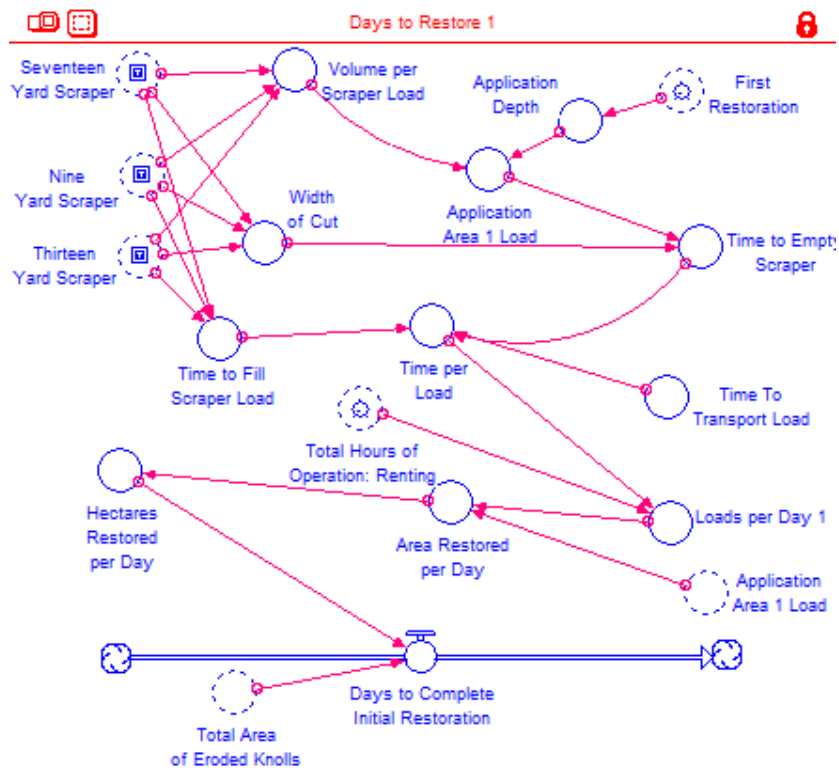 Days to Restore 1
Seventeen
Yard Scraper
Volume per
Scraper Load
Application
Depth
First
Restoration
Nine
Yard Scraper
Width
of Cut
Application
Area 1 Load
Thirteen
Yard Scraper
Time to Empty
Scraper
Time to Fill
Scraper Load
Time per
Load
Time To
Transport Load
Total Hours of
Operation: Renting
Hectares
Restored
per Day
Area Restored
per Day
Loads per Day 1
Application
Area 1 Load
Days to Complete
Initial Restoration
Total Area
of Eroded Knolls